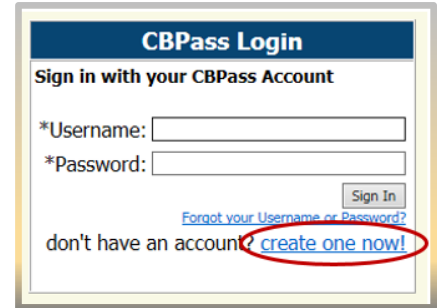 CBPass Login
Sign in with your CBPass Account
*Username:
*Password:
Sign In
Forgot your Username or Password?
don't have an account? create one now!